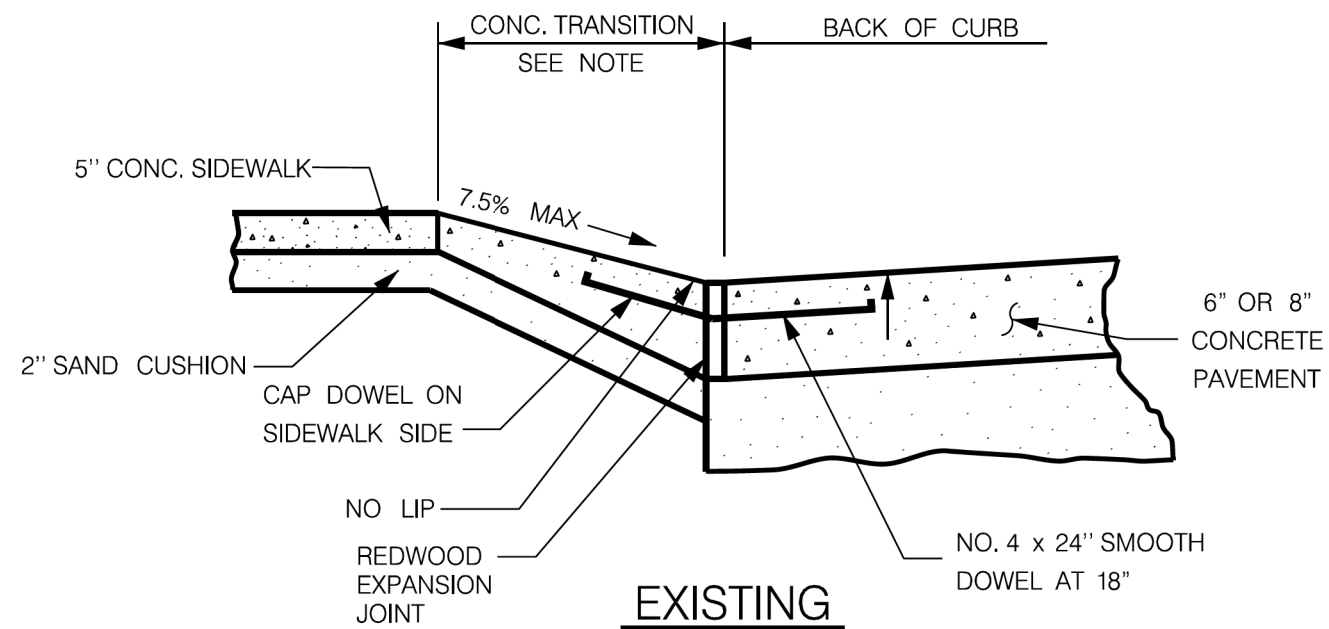 CONC. TRANSITION
SEE NOTE
BACK OF CURB
5'' CONC. SIDEWALK
7.5% MAX
6" OR 8"
CONCRETE
PAVEMENT
2'' SAND CUSHION
CAP DOWEL ON
SIDEWALK SIDE
NO LIP
REDWOOD
EXPANSION
JOINT
NO. 4 x 24'' SMOOTH
DOWEL AT 18"
EXISTING